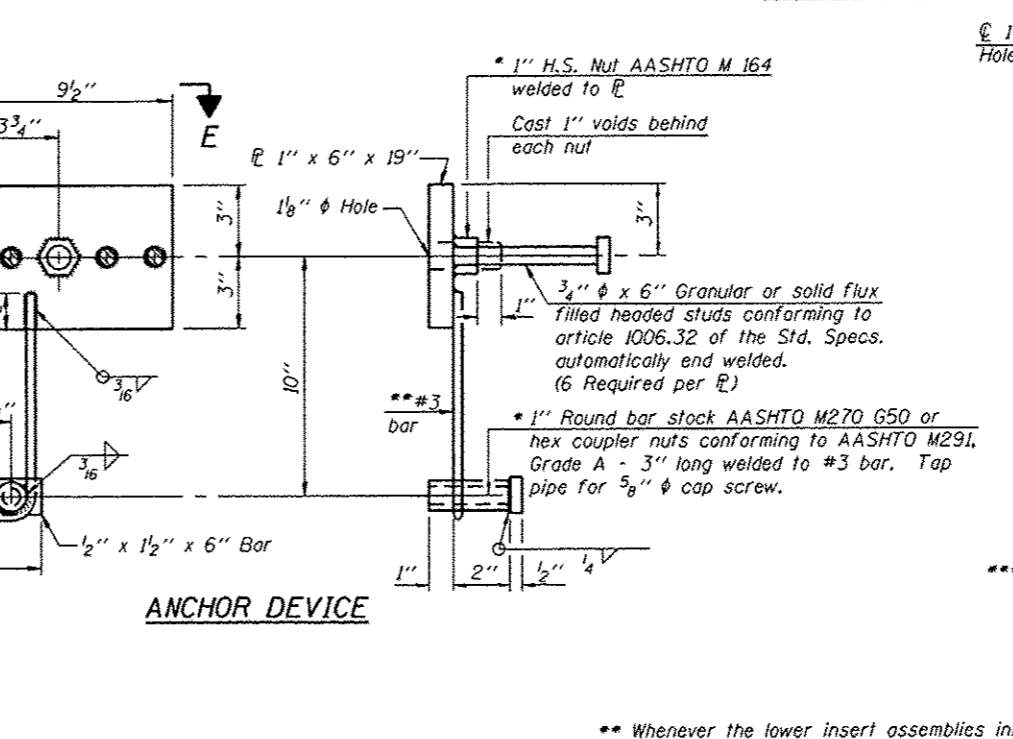 ℄ 1
Hole
* 1" H.S. Nut AASHTO M 164
welded to ℄
Cast 1" voids behind
each nut
9½"
3¾"
E
℄ 1" x 6" x 19"
1⅛" ϕ Hole
3"
3"
3"
1"
¾" ϕ x 6" Granular or solid flux
filled headed studs conforming to
article 1006.32 of the Std. Specs.
automatically end welded.
(6 Required per ℄)
3/16
10"
**#3
bar
* 1" Round bar stock AASHTO M270 G50 or
hex coupler nuts conforming to AASHTO M291,
Grade A - 3" long welded to #3 bar. Tap
pipe for ⅝" ϕ cap screw.
3/16
½" x 1½" x 6" Bar
1"
2"
½"
¼
ANCHOR DEVICE
** Whenever the lower insert assemblies